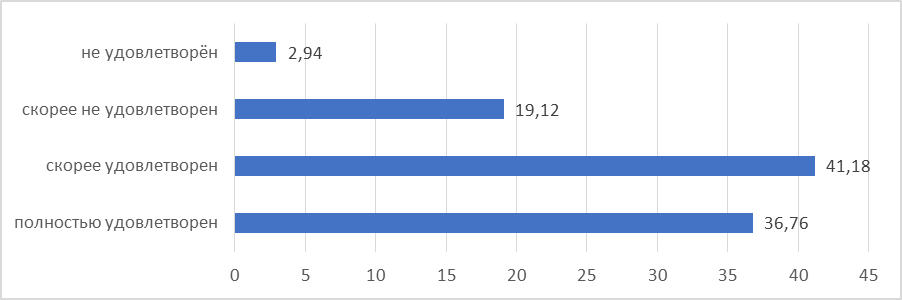 не удовлетворён
2,94
скорее не удовлетворен
19,12
скорее удовлетворен
41,18
полностью удовлетворен
36,76
0 5 10 15 20 25 30 35 40 45